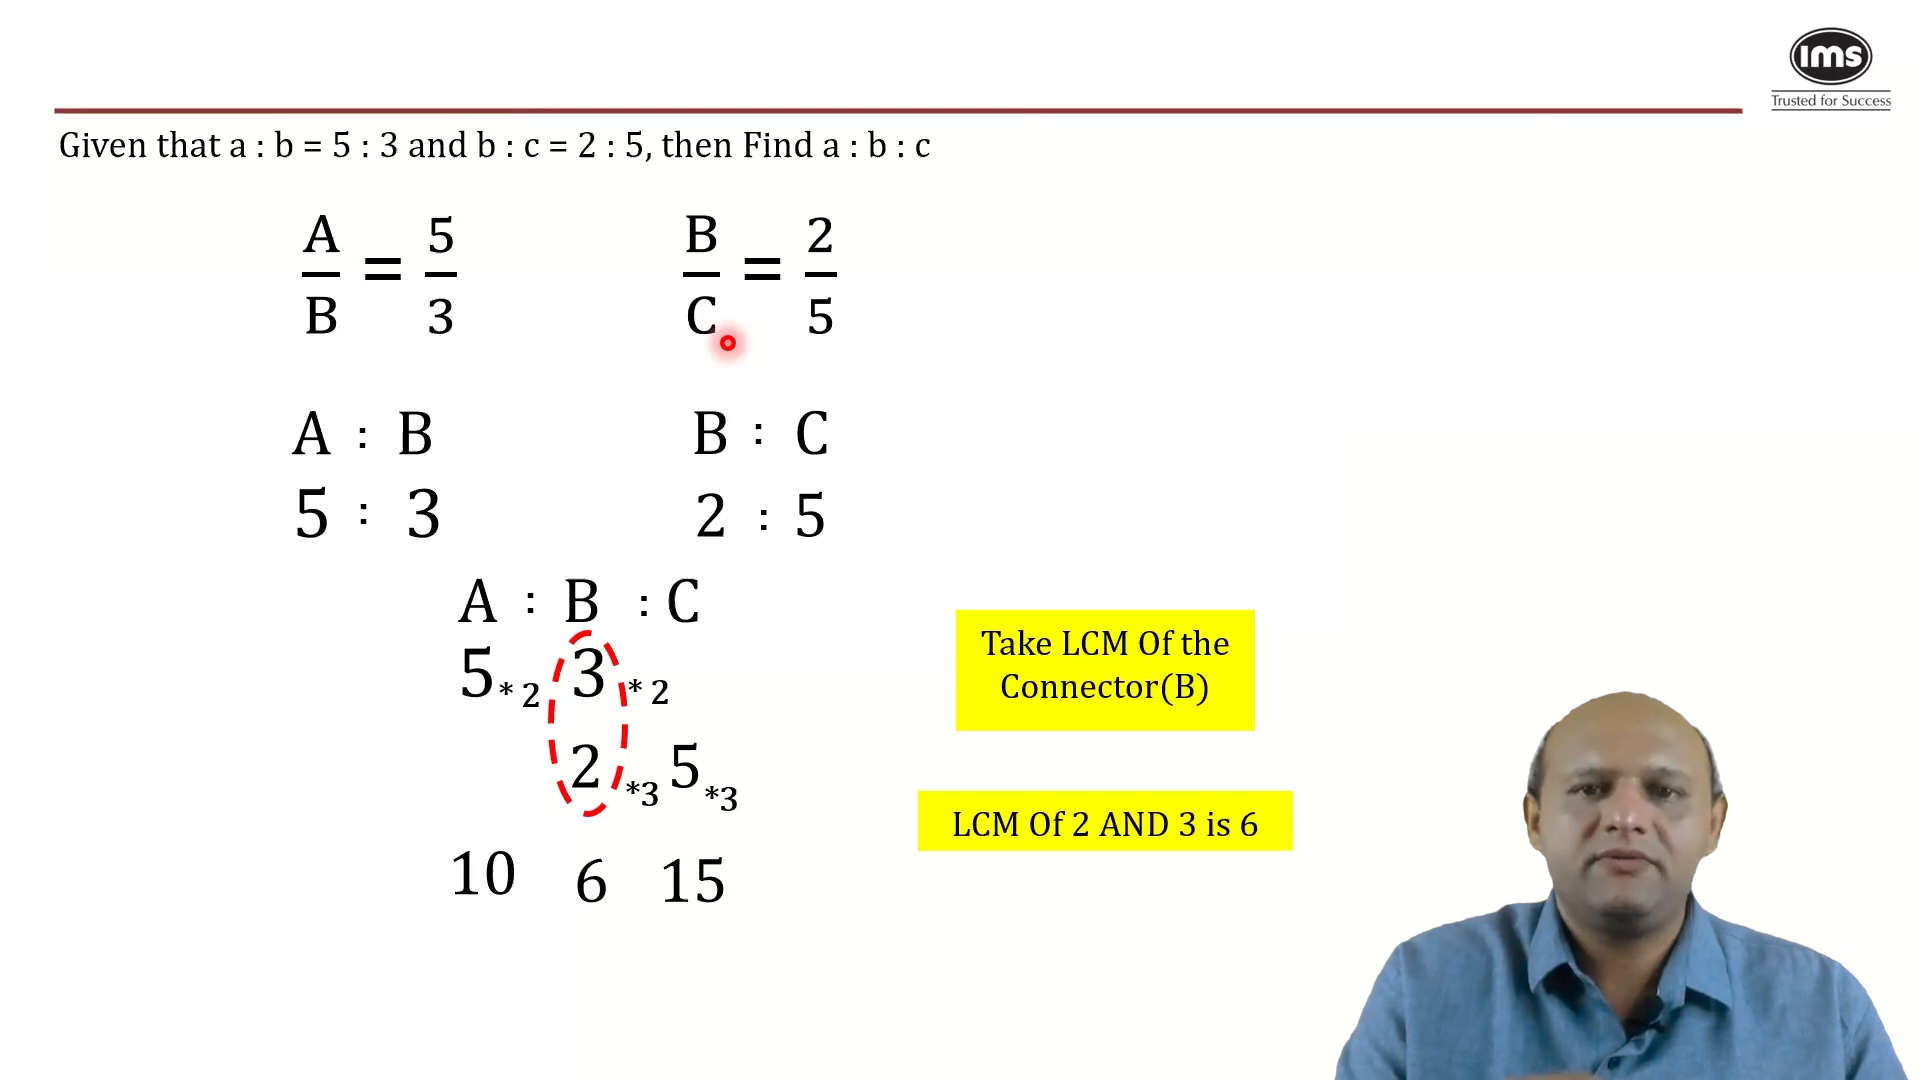 ims
Trusted for Success
Given that a : b = 5 : 3 and b : c = 2 : 5, then Find a : b : c
A/B = 5/3
B/C = 2/5
A : B
B : C
5 : 3
2 : 5
A : B : C
5 *2 3 *2
2 *3 5 *3
10 6 15
Take LCM Of the
Connector(B)
LCM Of 2 AND 3 is 6